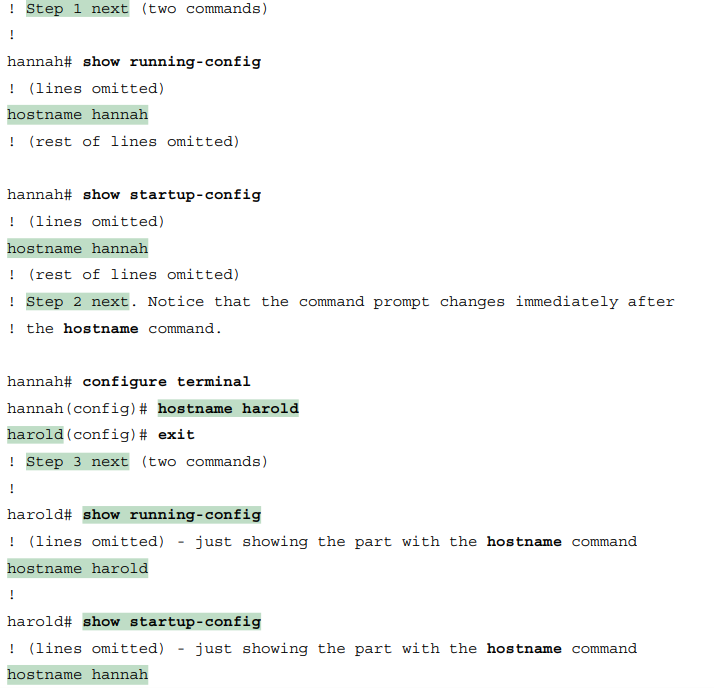 ! Step 1 next (two commands)
!
hannah# show running-config
! (lines omitted)
hostname hannah
! (rest of lines omitted)
hannah# show startup-config
! (lines omitted)
hostname hannah
! (rest of lines omitted)
! Step 2 next. Notice that the command prompt changes immediately after
! the hostname command.
hannah# configure terminal
hannah(config)# hostname harold
harold(config)# exit
! Step 3 next (two commands)
!
harold# show running-config
! (lines omitted) - just showing the part with the hostname command
hostname harold
!
harold# show startup-config
! (lines omitted) - just showing the part with the hostname command
hostname hannah